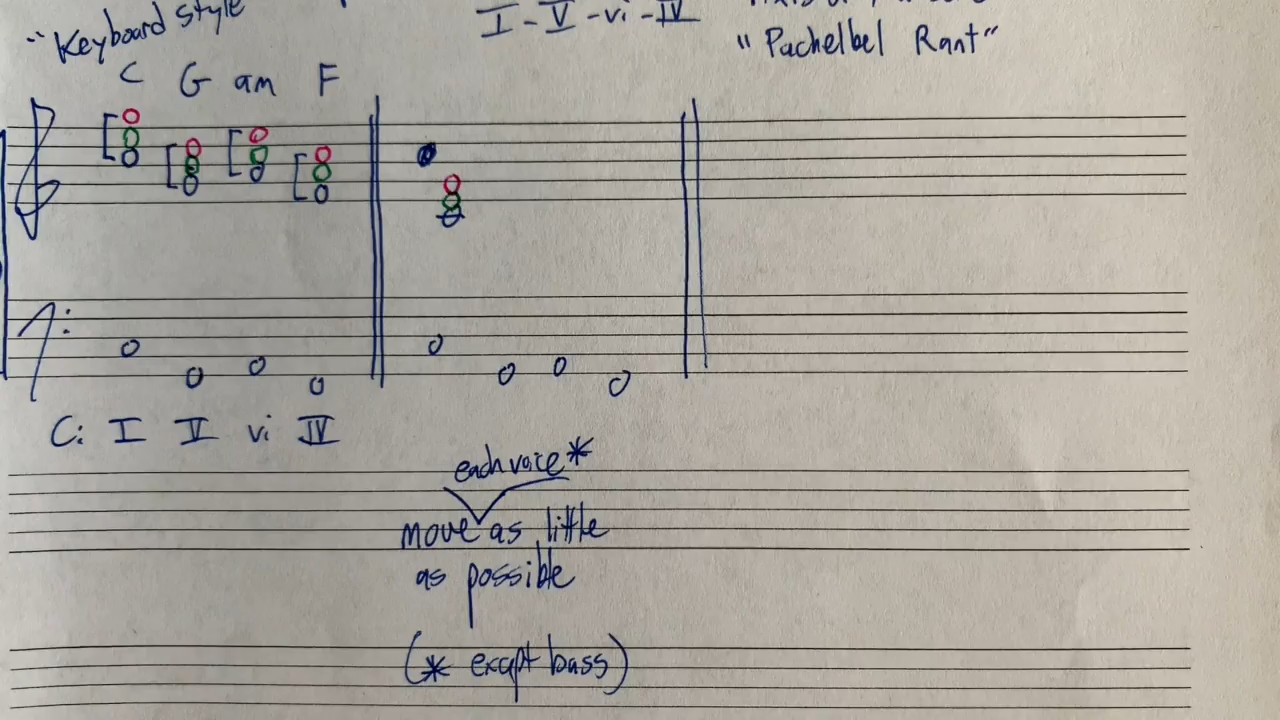 "Keyboard style
I - V - vi - IV
"Pachelbel Rant"
C G am F
C: I V vi IV
each voice*
move as little
as possible
(* except bass)